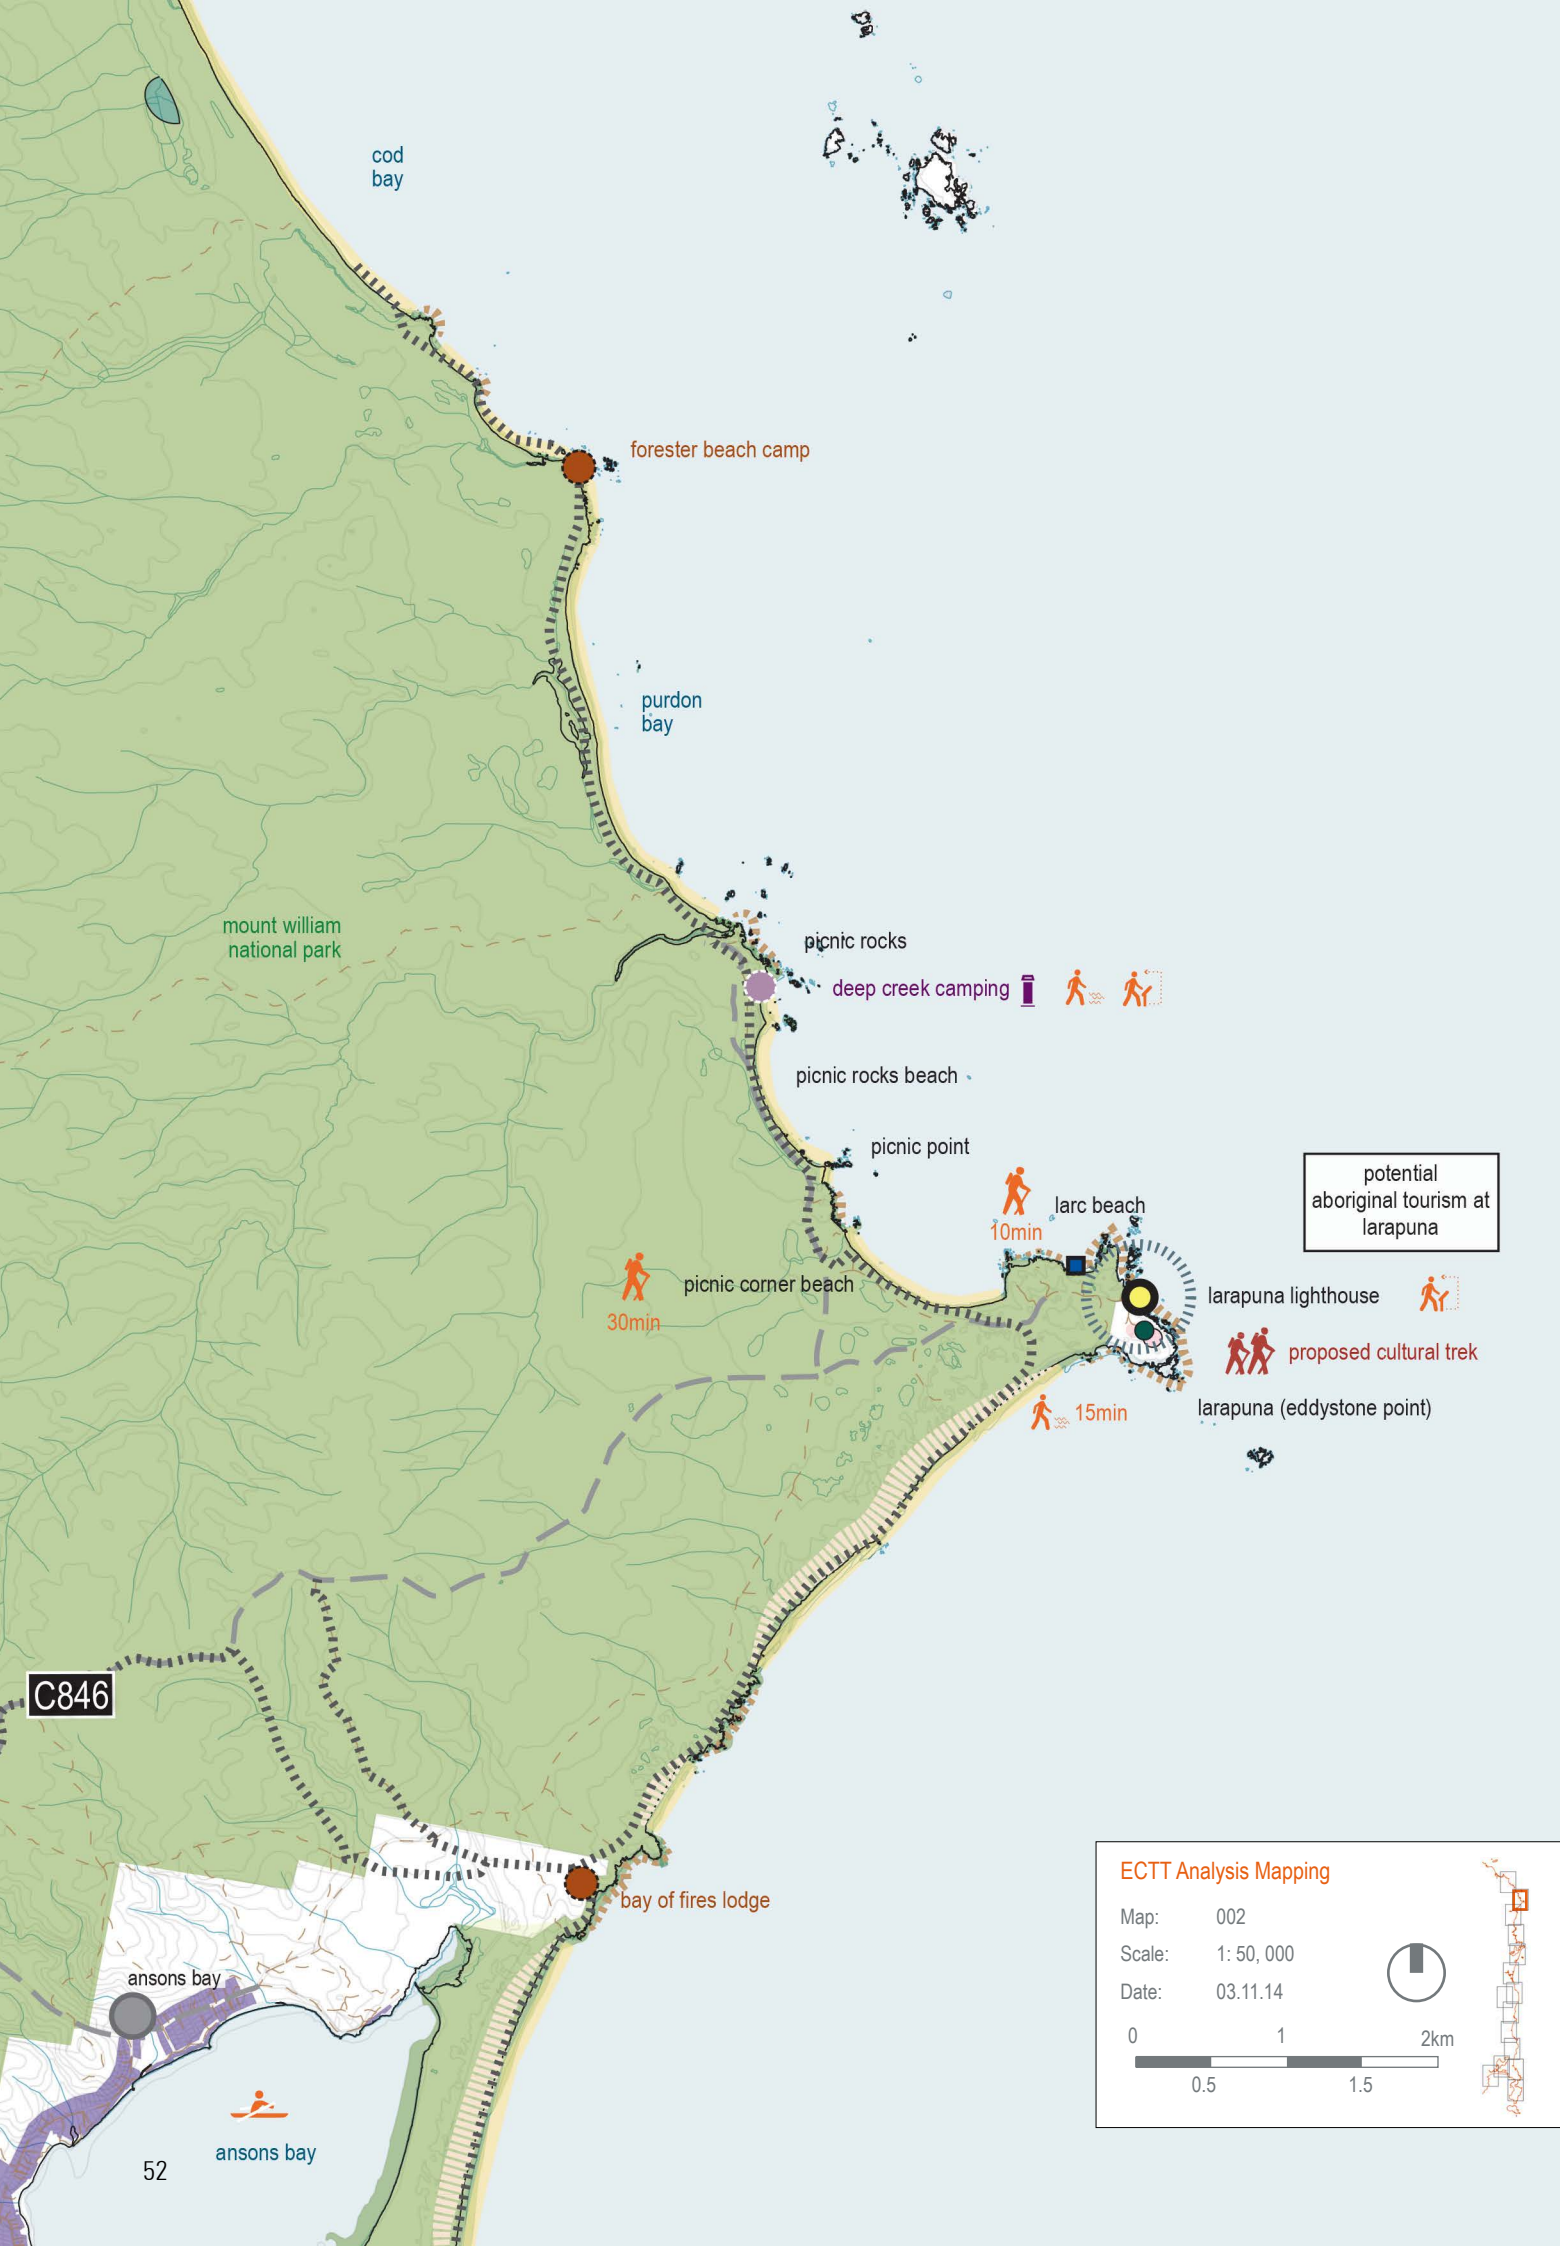 cod
bay
forester beach camp
purdon
bay
mount william
national park
picnic rocks
deep creek camping
picnic rocks beach
picnic point
potential
aboriginal tourism at
larapuna
larc beach
10min
picnic corner beach
30min
larapuna lighthouse
proposed cultural trek
15min
larapuna (eddystone point)
C846
bay of fires lodge
ansons bay
ansons bay
52
ECTT Analysis Mapping
Map: 002
Scale: 1: 50, 000
Date: 03.11.14
0 1 2km
0.5 1.5